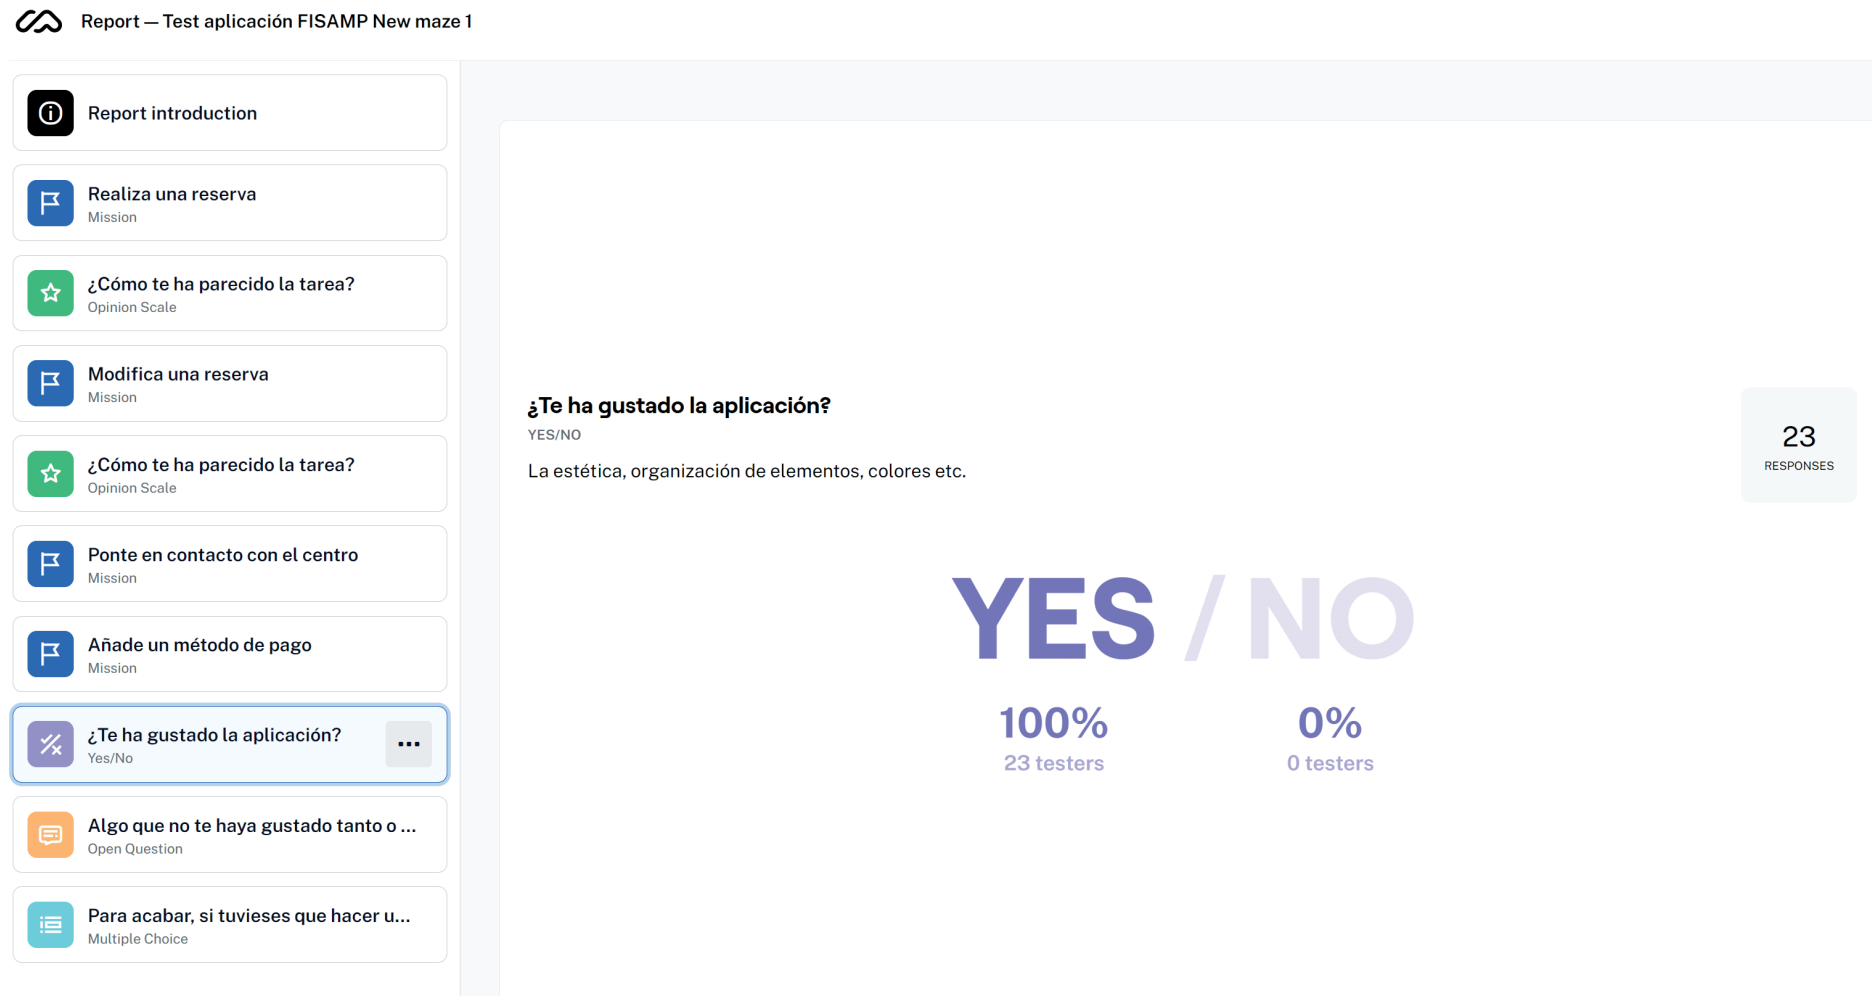 Report — Test aplicación FISAMP New maze 1
Report introduction
Realiza una reserva
Mission
¿Cómo te ha parecido la tarea?
Opinion Scale
Modifica una reserva
Mission
¿Cómo te ha parecido la tarea?
Opinion Scale
Ponte en contacto con el centro
Mission
Añade un método de pago
Mission
¿Te ha gustado la aplicación?
Yes/No
Algo que no te haya gustado tanto o ...
Open Question
Para acabar, si tuvieses que hacer u...
Multiple Choice
¿Te ha gustado la aplicación?
YES/NO
La estética, organización de elementos, colores etc.
23
RESPONSES
YES / NO
100% 0%
23 testers 0 testers